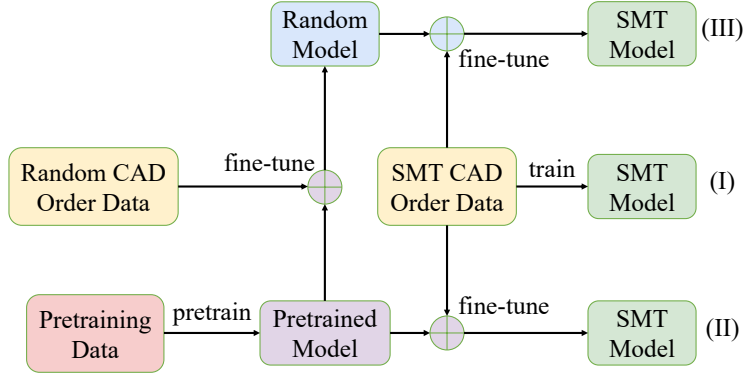 Random
Model
fine-tune
SMT
Model
(III)
Random CAD
Order Data
fine-tune
SMT CAD
Order Data
train
SMT
Model
(I)
Pretraining
Data
pretrain
Pretrained
Model
fine-tune
SMT
Model
(II)